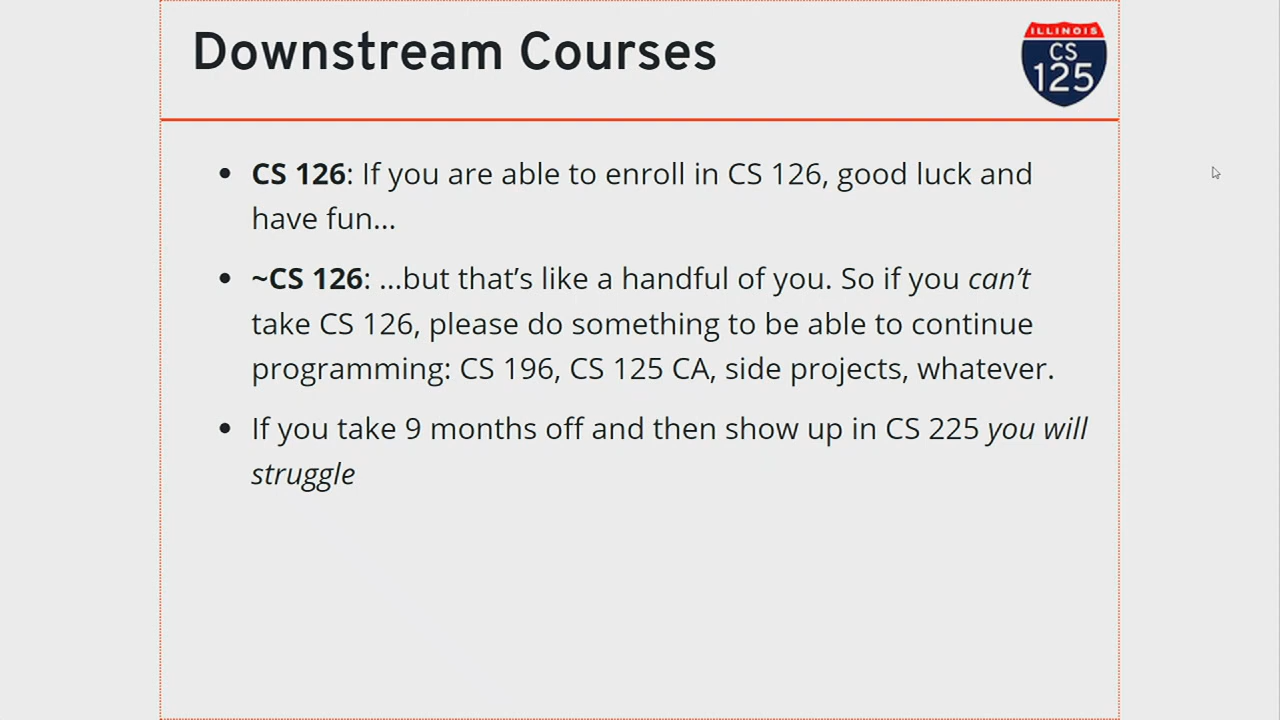 Downstream Courses
ILLINOIS
CS
125
• CS 126: If you are able to enroll in CS 126, good luck and
have fun…
• ~CS 126: …but that’s like a handful of you. So if you can’t
take CS 126, please do something to be able to continue
programming: CS 196, CS 125 CA, side projects, whatever.
• If you take 9 months off and then show up in CS 225 you will
struggle